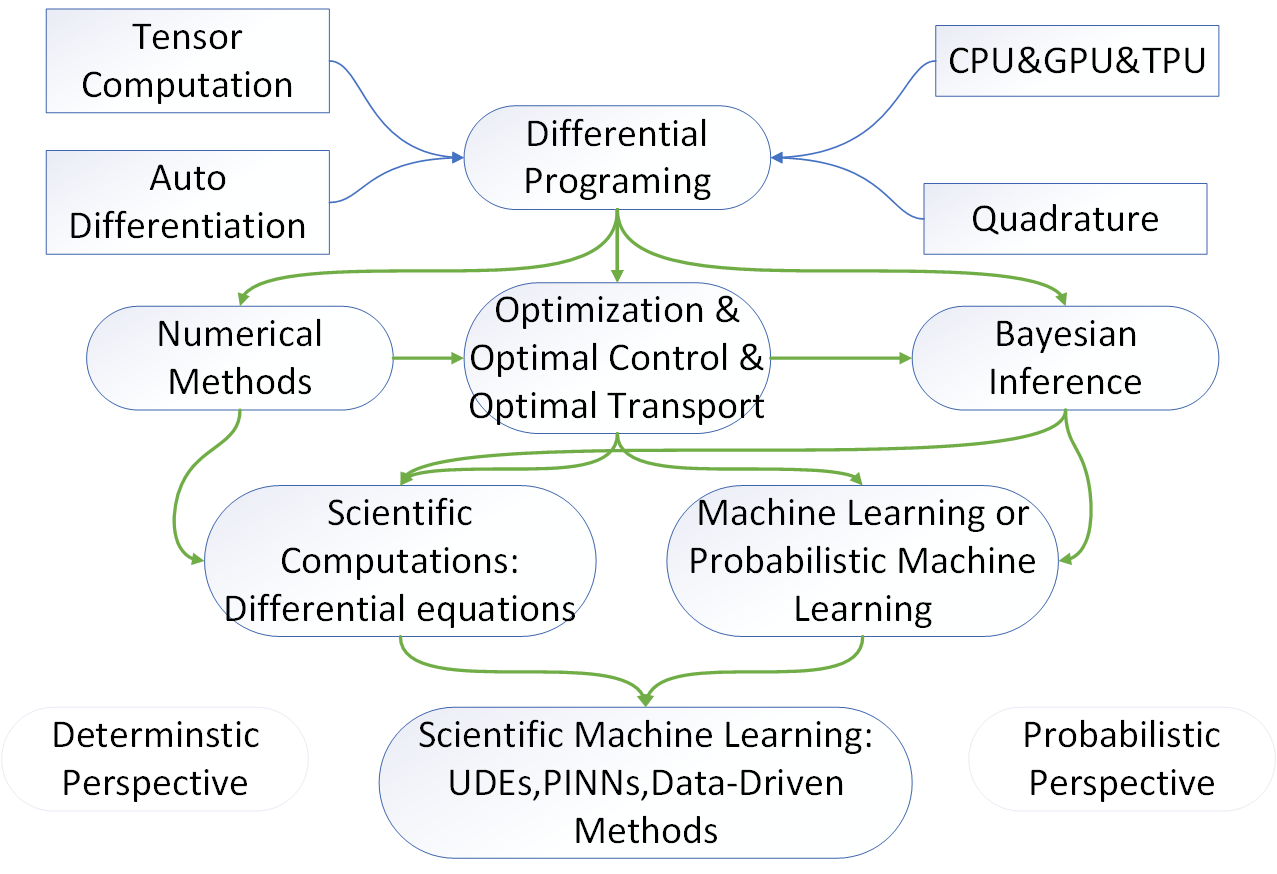 Tensor
Computation
CPU&GPU&TPU
Differential
Programing
Auto
Differentiation
Quadrature
Numerical
Methods
Optimization &
Optimal Control &
Optimal Transport
Bayesian
Inference
Scientific
Computations:
Differential equations
Machine Learning or
Probabilistic Machine
Learning
Determinstic
Perspective
Scientific Machine Learning:
UDEs,PINNs,Data-Driven
Methods
Probabilistic
Perspective